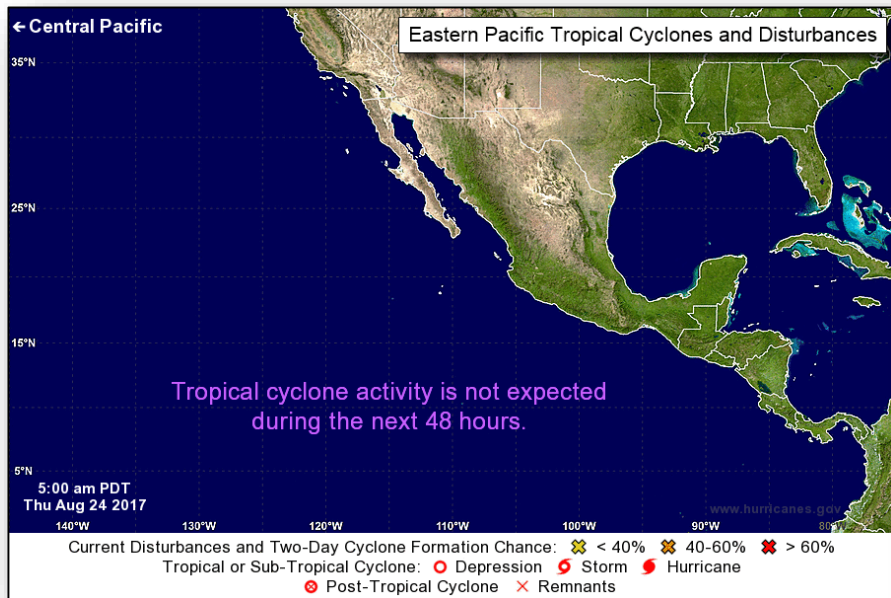 ← Central Pacific
Eastern Pacific Tropical Cyclones and Disturbances
35°N
25°N
15°N
Tropical cyclone activity is not expected
during the next 48 hours.
5°N
5:00 am PDT
Thu Aug 24 2017
www.hurricanes.gov
140°W 130°W 120°W 110°W 100°W 90°W 80°W
Current Disturbances and Two-Day Cyclone Formation Chance: < 40% 40-60% > 60%
Tropical or Sub-Tropical Cyclone: Depression Storm Hurricane
Post-Tropical Cyclone Remnants